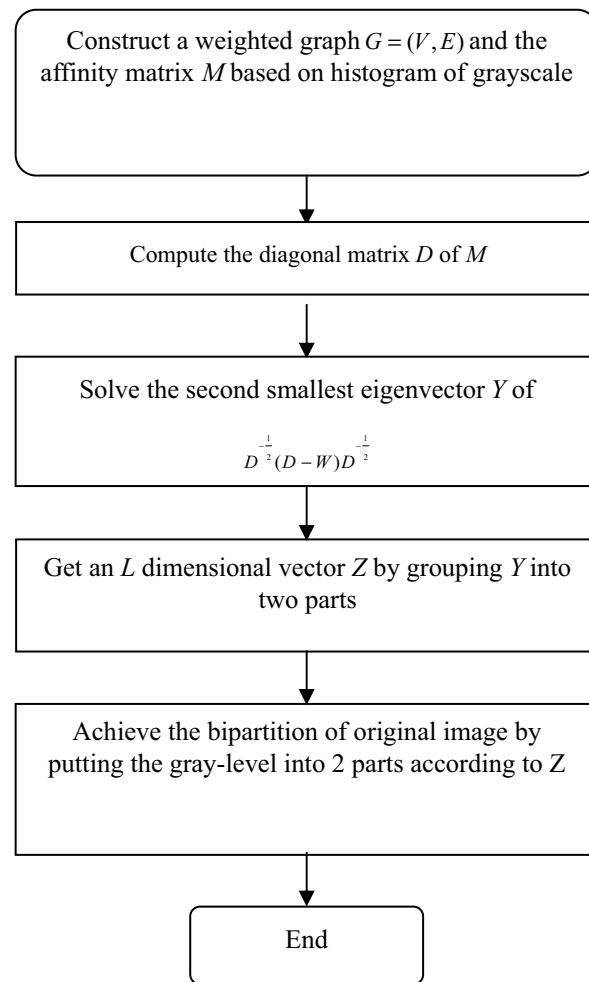 Construct a weighted graph G = (V, E) and the
affinity matrix M based on histogram of grayscale
Compute the diagonal matrix D of M
Solve the second smallest eigenvector Y of
D^{-\frac{1}{2}}(D-W)D^{-\frac{1}{2}}
Get an L dimensional vector Z by grouping Y into
two parts
Achieve the bipartition of original image by
putting the gray-level into 2 parts according to Z
End